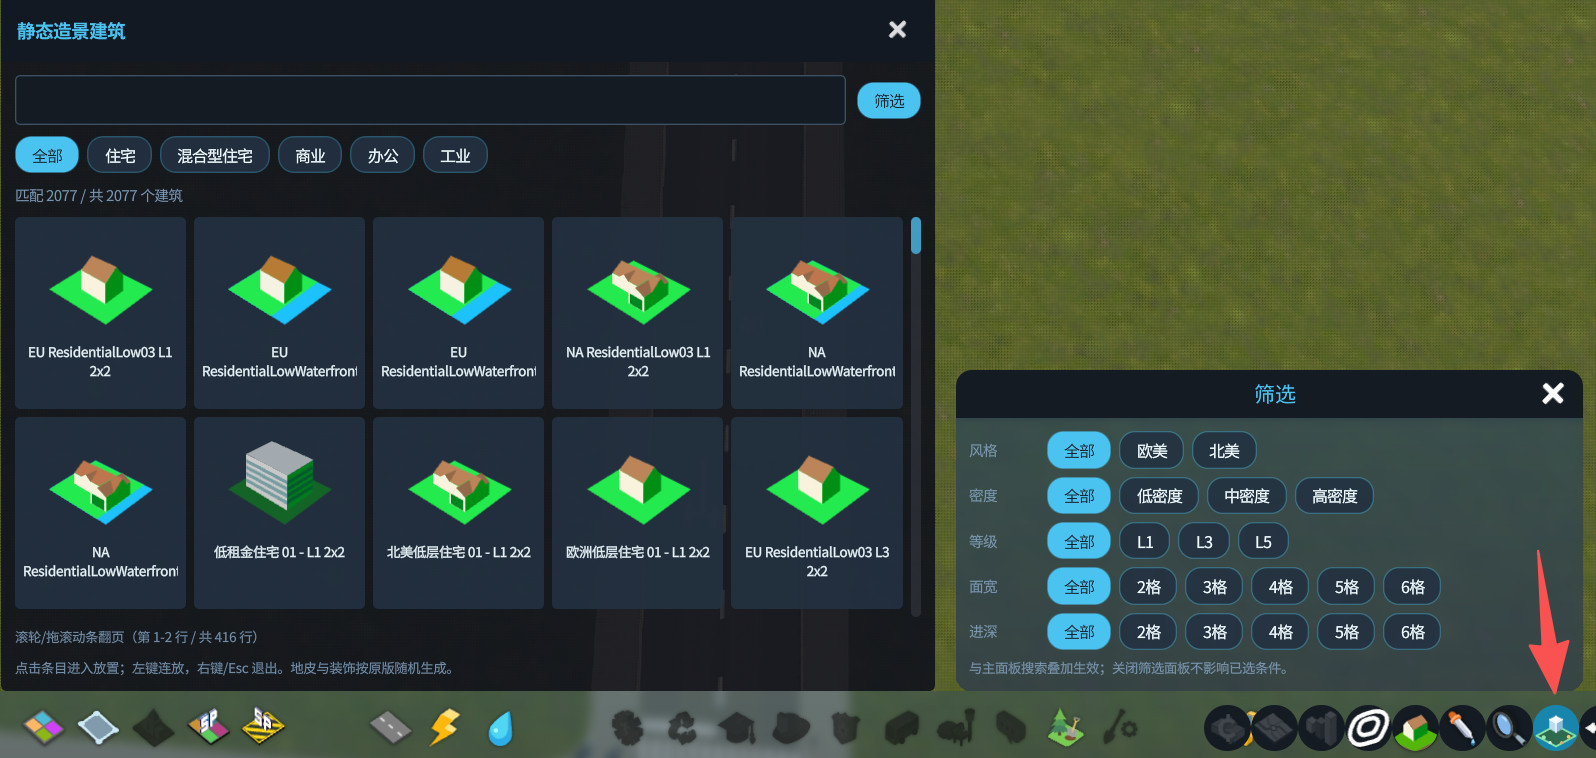 静态造景建筑
筛选
全部 住宅 混合型住宅 商业 办公 工业
匹配 2077 / 共 2077 个建筑
EU ResidentialLow03 L1
2x2
EU
ResidentialLowWaterfront
EU
ResidentialLowWaterfront
NA ResidentialLow03 L1
2x2
NA
ResidentialLowWaterfront
NA
ResidentialLowWaterfront
低租金住宅 01 - L1 2x2
北美低层住宅 01 - L1 2x2
欧洲低层住宅 01 - L1 2x2
EU ResidentialLow03 L3
2x2
滚轮/拖滚动条翻页（第 1-2 行 / 共 416 行）
点击条目进入放置；左键连放，右键/Esc 退出。地皮与装饰按原版随机生成。
筛选
风格 全部 欧美 北美
密度 全部 低密度 中密度 高密度
等级 全部 L1 L3 L5
面宽 全部 2格 3格 4格 5格 6格
进深 全部 2格 3格 4格 5格 6格
与主面板搜索叠加生效；关闭筛选面板不影响已选条件。
SP